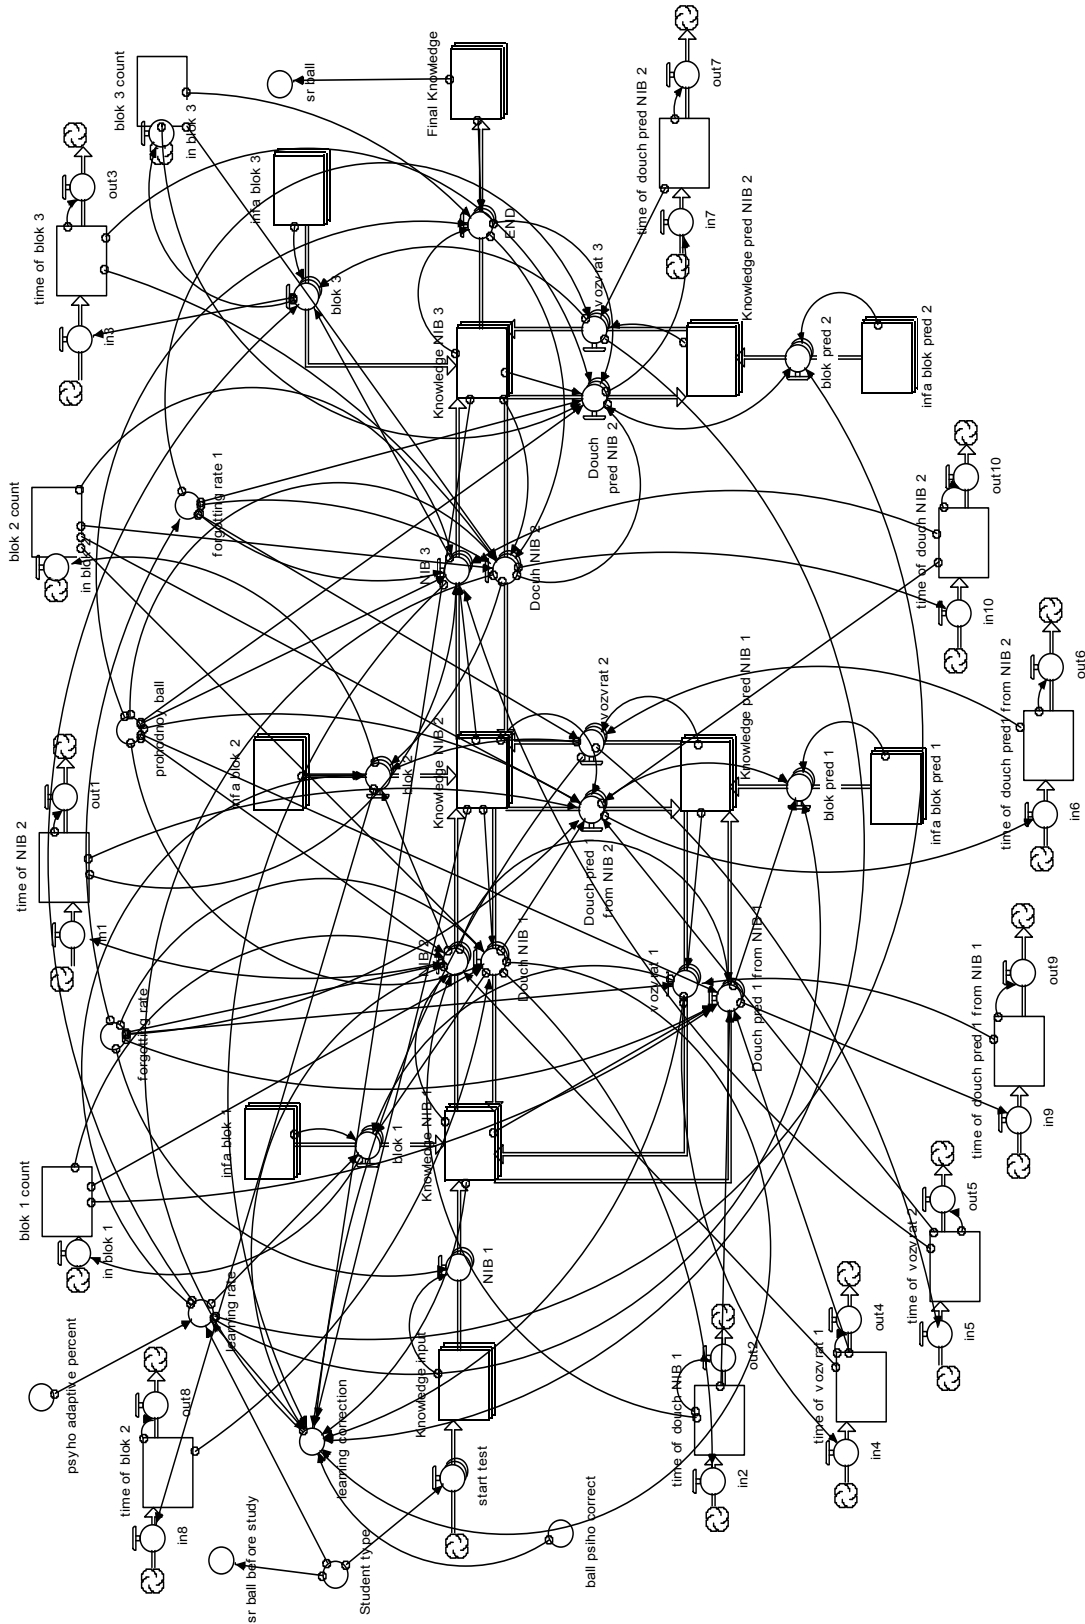 blok 1 count
blok 2 count
blok 3 count
time of NIB 2
time of blok 3
psyho adaptive percent
in blok 1
out1
in blok 2
out3
time of blok 2
out8
in1
in3
in blok 3
in8
learning rate
forgotting rate
prohodnoy ball
forgotting rate 1
sr ball before study
infa blok 1
infa blok 2
infa blok 3
sr ball
Student type
learning correction
blok 1
blok 2
blok 3
Knowledge input
Knowledge NIB 1
NIB 2
Knowledge NIB 2
NIB 3
Knowledge NIB 3
Final Knowledge
start test
NIB 1
Douch NIB 1
Docuh NIB 2
END
ball psiho correct
Douch pred 1
from NIB 2
vozvrat 2
Douch
pred NIB 2
vozvrat 3
vozvrat 1
time of douch pred NIB 2
out7
in7
time of douch NIB 1
out2
in2
Douch pred 1 from NIB 1
Knowledge pred NIB 1
Knowledge pred NIB 2
blok pred 1
blok pred 2
time of vozvrat 1
out4
in4
time of vozvrat 2
out5
in5
infa blok pred 1
infa blok pred 2
time of douch NIB 2
out10
in10
time of douch pred 1 from NIB 1
out9
in9
time of douch pred1 from NIB 2
out6
in6